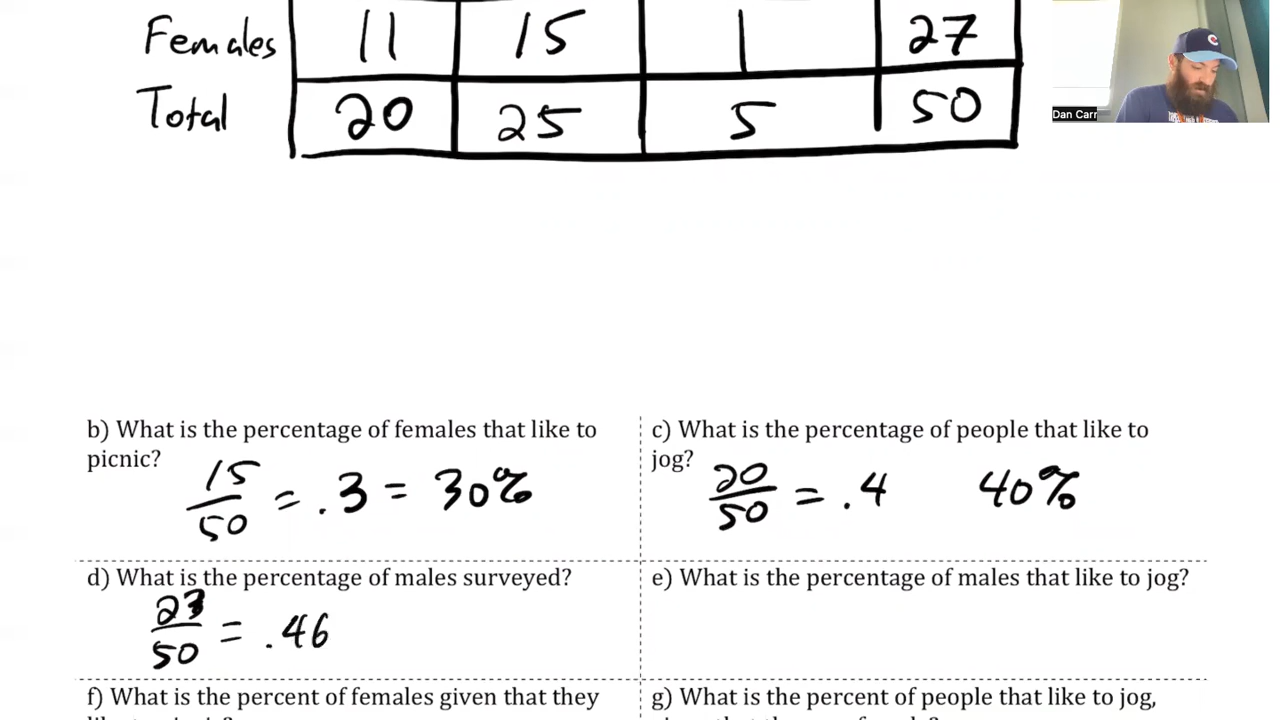 Females 11 15 1 27
Total 20 25 5 50
Dan Carr
b) What is the percentage of females that like to
picnic?
15/50 = .3 = 30%
c) What is the percentage of people that like to
jog?
20/50 = .4 40%
d) What is the percentage of males surveyed?
23/50 = .46
e) What is the percentage of males that like to jog?
f) What is the percent of females given that they
g) What is the percent of people that like to jog,